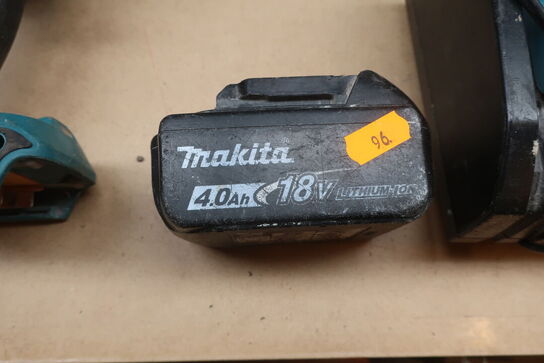 96.
makita
4.0Ah 18V LITHIUM-ION